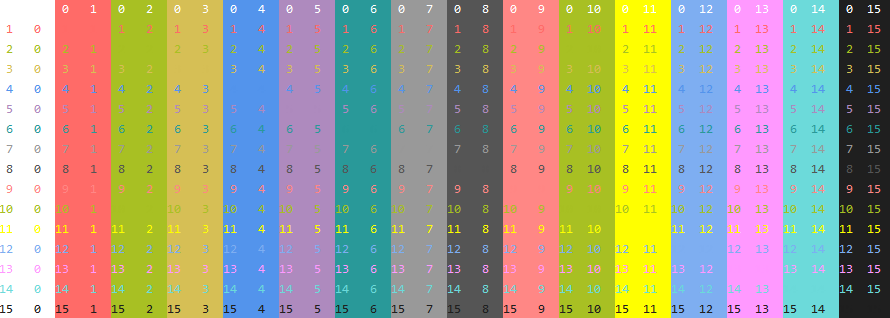 0 1 0 2 0 3 0 4 0 5 0 6 0 7 0 8 0 9 0 10 0 11 0 12 0 13 0 14 0 15
1 0 1 2 1 3 1 4 1 5 1 6 1 7 1 8 1 9 1 10 1 11 1 12 1 13 1 14 1 15
2 0 2 1 2 3 2 4 2 5 2 6 2 7 2 8 2 9 2 11 2 12 2 13 2 14 2 15
3 0 3 1 3 2 3 4 3 5 3 6 3 7 3 8 3 9 3 10 3 11 3 12 3 13 3 14 3 15
4 0 4 1 4 2 4 3 4 5 4 6 4 7 4 8 4 9 4 10 4 11 4 12 4 13 4 14 4 15
5 0 5 1 5 2 5 3 5 4 5 6 5 7 5 8 5 9 5 10 5 11 5 12 5 13 5 14 5 15
6 0 6 1 6 2 6 3 6 4 6 5 6 7 6 8 6 9 6 10 6 11 6 12 6 13 6 14 6 15
7 0 7 1 7 2 7 3 7 4 7 5 7 6 7 8 7 9 7 10 7 11 7 12 7 13 7 14 7 15
8 0 8 1 8 2 8 3 8 4 8 5 8 6 8 7 8 9 8 10 8 11 8 12 8 13 8 14 8 15
9 0 9 1 9 2 9 3 9 4 9 5 9 6 9 7 9 8 9 10 9 11 9 12 9 13 9 14 9 15
10 0 10 1 10 3 10 4 10 5 10 6 10 7 10 8 10 9 10 11 10 12 10 13 10 14 10 15
11 0 11 1 11 2 11 3 11 4 11 5 11 6 11 7 11 8 11 9 11 10 11 12 11 13 11 14 11 15
12 0 12 1 12 2 12 3 12 4 12 5 12 6 12 7 12 8 12 9 12 10 12 11 12 13 12 14 12 15
13 0 13 1 13 2 13 3 13 4 13 5 13 6 13 7 13 8 13 9 13 10 13 11 13 12 13 14 13 15
14 0 14 1 14 2 14 3 14 4 14 5 14 6 14 7 14 8 14 9 14 10 14 11 14 12 14 13 14 15
15 0 15 1 15 2 15 3 15 4 15 5 15 6 15 7 15 8 15 9 15 10 15 11 15 12 15 13 15 14